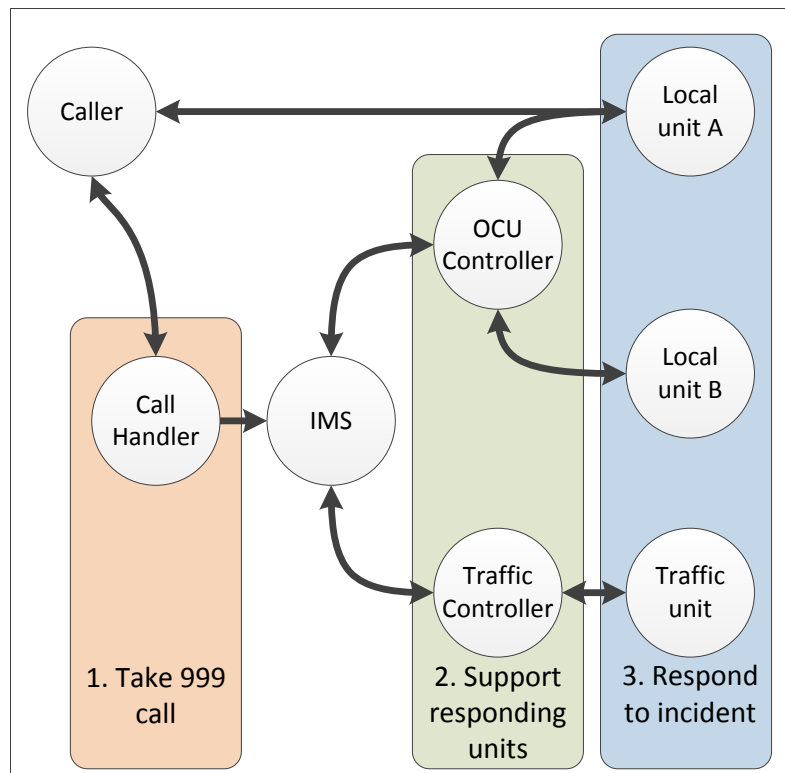 Caller
Local
unit A
OCU
Controller
Local
unit B
Call
Handler
IMS
Traffic
Controller
Traffic
unit
1. Take 999
call
2. Support
responding
units
3. Respond
to incident